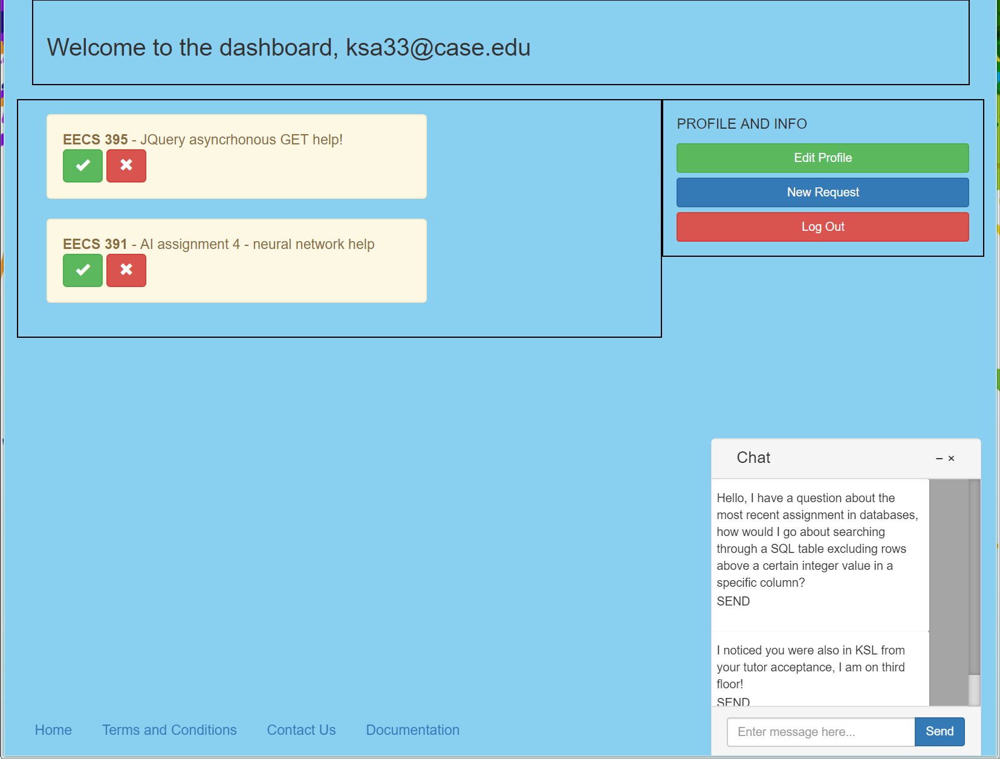 Welcome to the dashboard, ksa33@case.edu
EECS 395 - JQuery asyncrhonous GET help!
EECS 391 - AI assignment 4 - neural network help
PROFILE AND INFO
Edit Profile
New Request
Log Out
Chat
Hello, I have a question about the
most recent assignment in databases,
how would I go about searching
through a SQL table excluding rows
above a certain integer value in a
specific column?
SEND
I noticed you were also in KSL from
your tutor acceptance, I am on third
floor!
SEND
Enter message here...
Send
Home
Terms and Conditions
Contact Us
Documentation